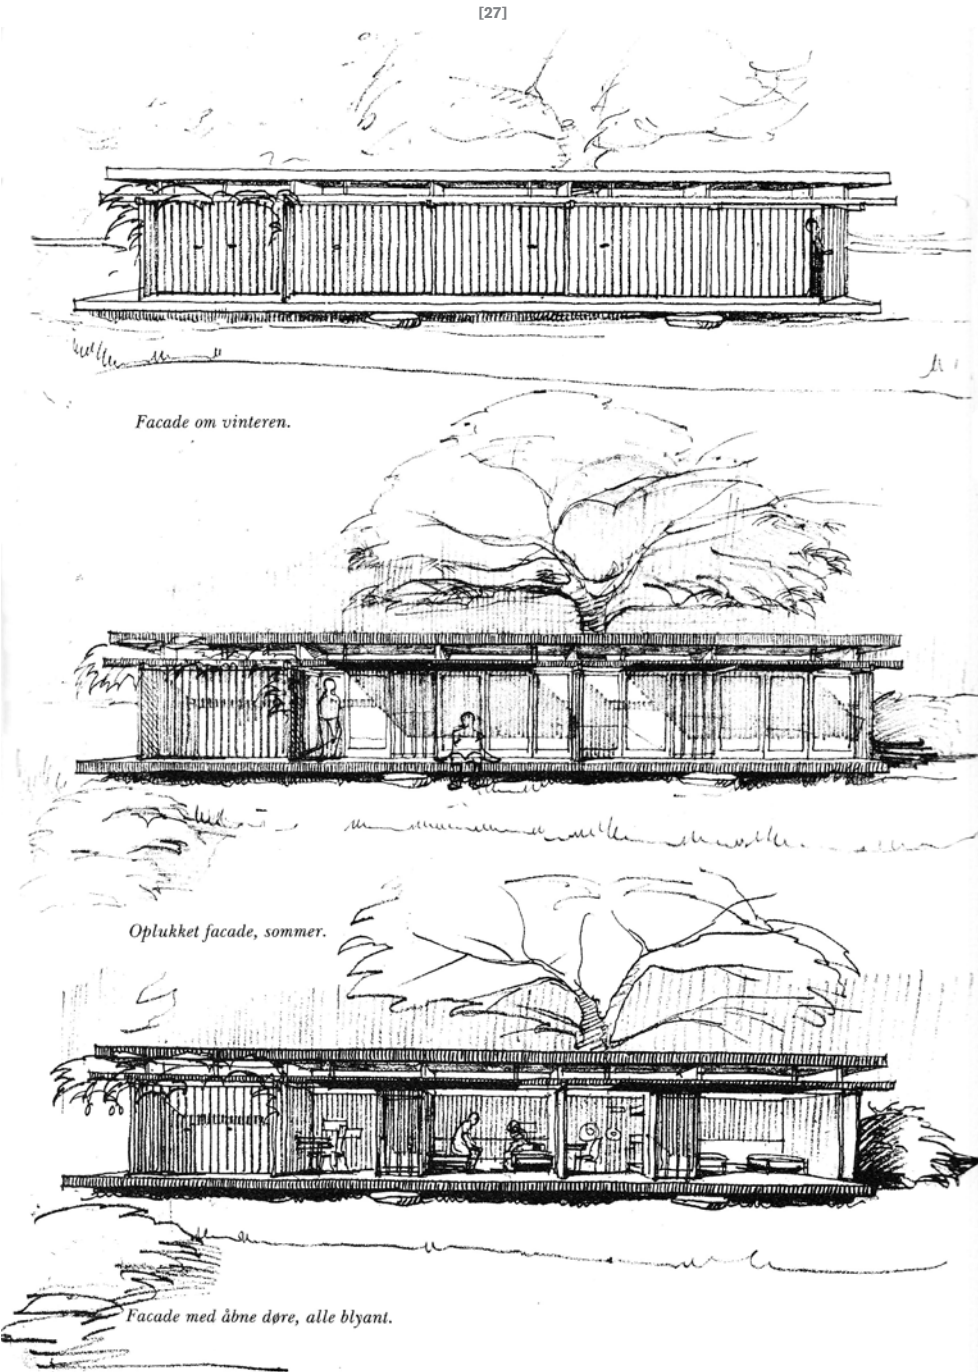 [27]
Facade om vinteren.
Oplukket facade, sommer.
Facade med åbne døre, alle blyant.